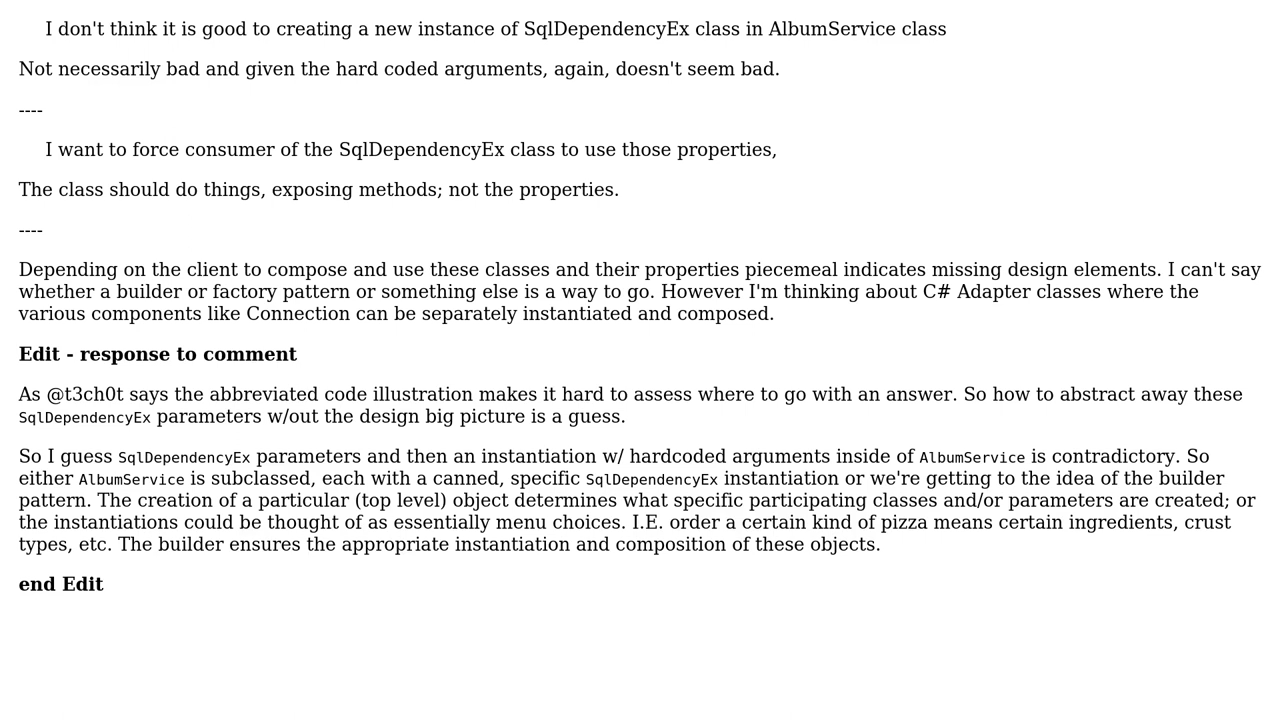 I don't think it is good to creating a new instance of SqlDependencyEx class in AlbumService class
Not necessarily bad and given the hard coded arguments, again, doesn't seem bad.
----
I want to force consumer of the SqlDependencyEx class to use those properties,
The class should do things, exposing methods; not the properties.
----
Depending on the client to compose and use these classes and their properties piecemeal indicates missing design elements. I can't say
whether a builder or factory pattern or something else is a way to go. However I'm thinking about C# Adapter classes where the
various components like Connection can be separately instantiated and composed.
Edit - response to comment
As @t3ch0t says the abbreviated code illustration makes it hard to assess where to go with an answer. So how to abstract away these
SqlDependencyEx parameters w/out the design big picture is a guess.
So I guess SqlDependencyEx parameters and then an instantiation w/ hardcoded arguments inside of AlbumService is contradictory. So
either AlbumService is subclassed, each with a canned, specific SqlDependencyEx instantiation or we're getting to the idea of the builder
pattern. The creation of a particular (top level) object determines what specific participating classes and/or parameters are created; or
the instantiations could be thought of as essentially menu choices. I.E. order a certain kind of pizza means certain ingredients, crust
types, etc. The builder ensures the appropriate instantiation and composition of these objects.
end Edit